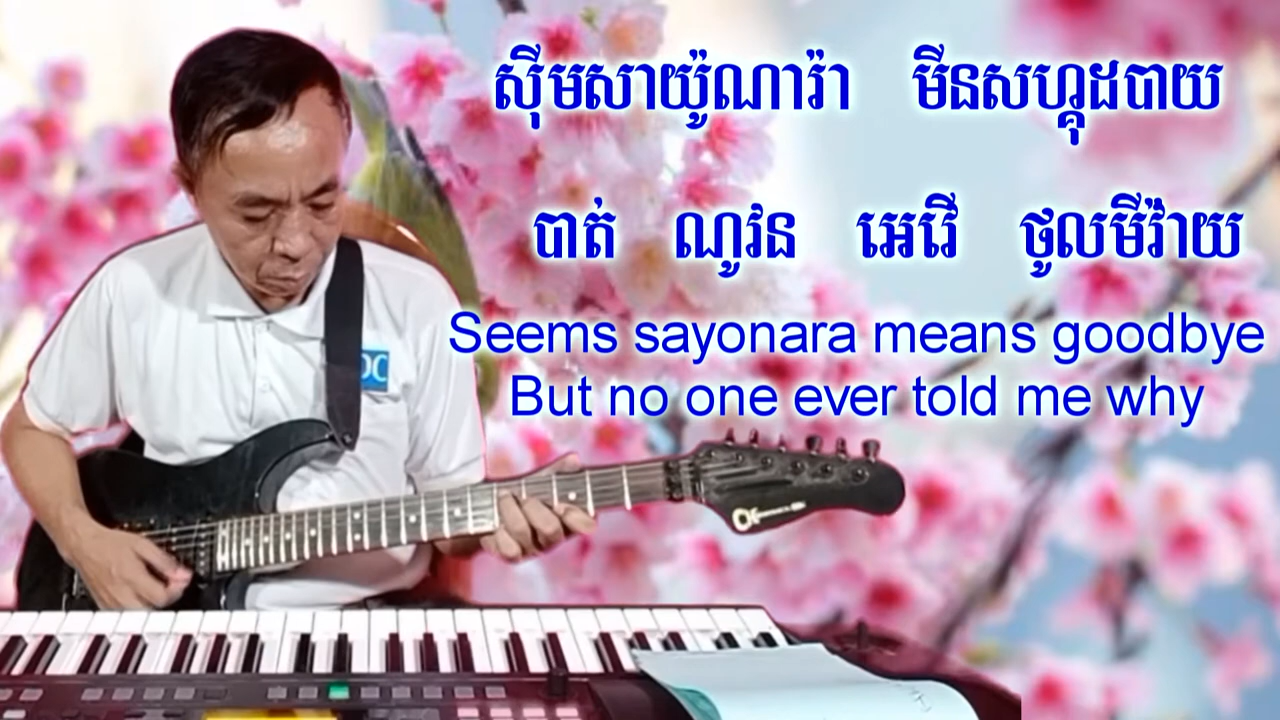 ស៊ីមសាយ៉ូណារ៉ា មីនសហ្គុដបាយ
បាត់ ណូវន អេវើ ថូលមីវ៉ាយ
Seems sayonara means goodbye
But no one ever told me why